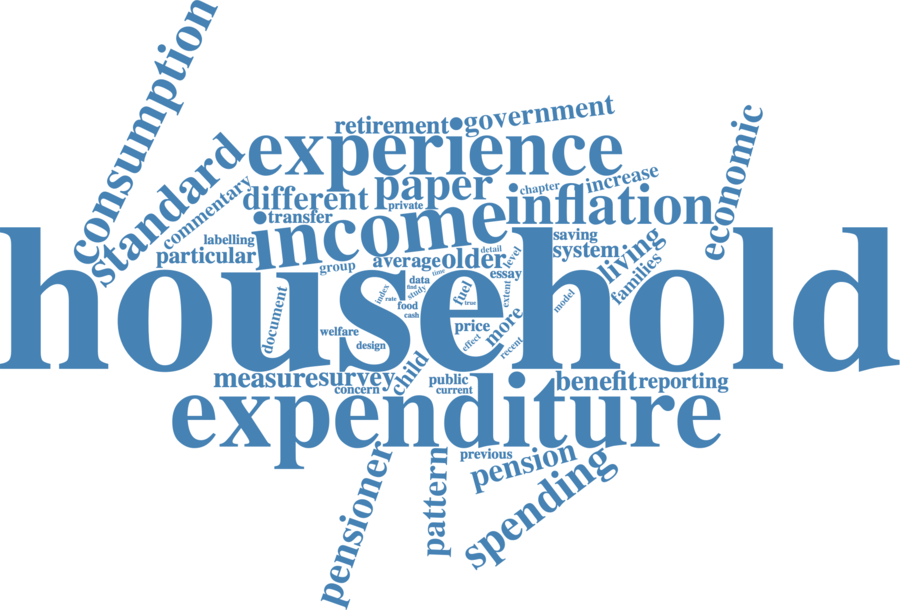 consumption
retirement
government
standard
experience
economic
commentary
different
paper
chapter
increase
private
transfer
income
inflation
labelling
particular
saving
system
living
families
group
average
older
detail
level
essay
household
time
data
find
study
index
rate
food
cash
fuel
true
extent
model
document
welfare
design
price
more
effect
recent
measure
survey
child
concern
public
current
benefit
reporting
expenditure
previous
pension
pensioner
pattern
spending